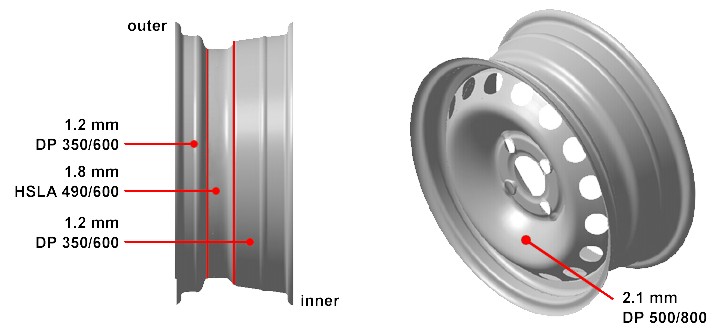 outer
1.2 mm
DP 350/600
1.8 mm
HSLA 490/600
1.2 mm
DP 350/600
inner
2.1 mm
DP 500/800